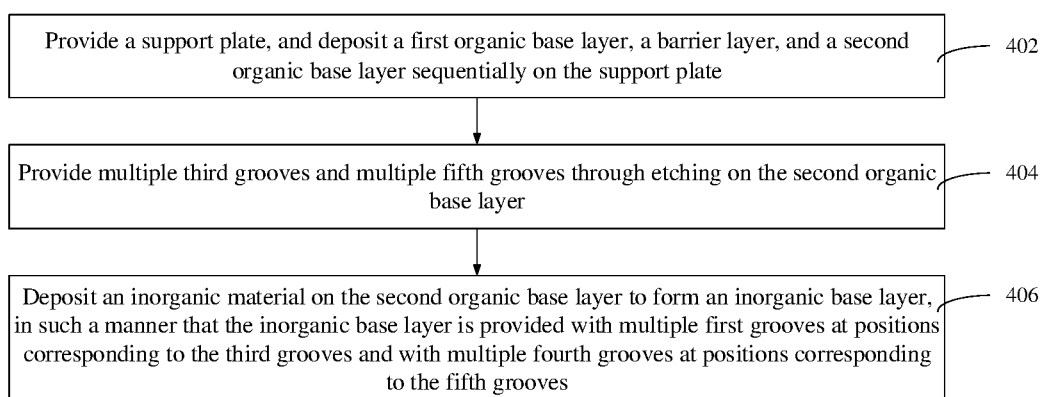 Provide a support plate, and deposit a first organic base layer, a barrier layer, and a second
organic base layer sequentially on the support plate
402
Provide multiple third grooves and multiple fifth grooves through etching on the second organic
base layer
404
Deposit an inorganic material on the second organic base layer to form an inorganic base layer,
in such a manner that the inorganic base layer is provided with multiple first grooves at positions
corresponding to the third grooves and with multiple fourth grooves at positions corresponding
to the fifth grooves
406